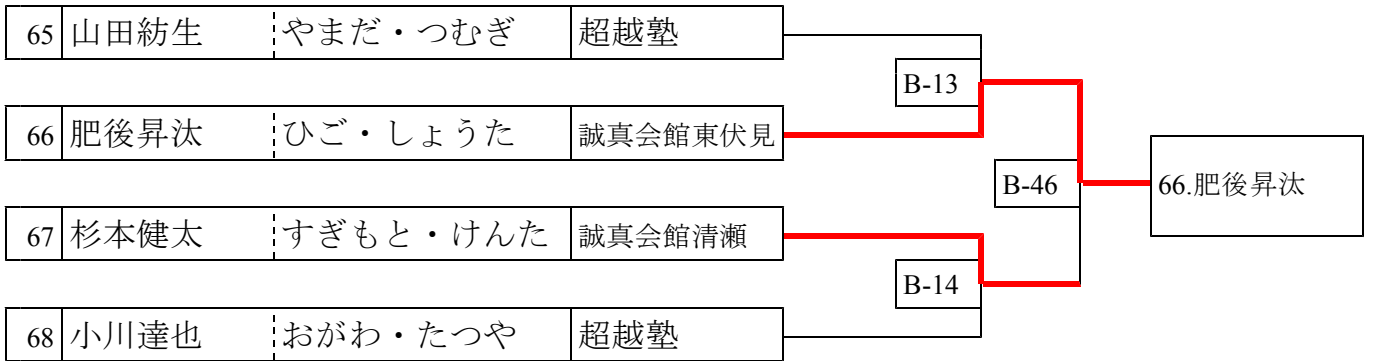 65 山田紡生 やまだ・つむぎ 超越塾
B-13
66 肥後昇汰 ひご・しょうた 誠真会館東伏見
B-46 66.肥後昇汰
67 杉本健太 すぎもと・けんた 誠真会館清瀬
B-14
68 小川達也 おがわ・たつや 超越塾